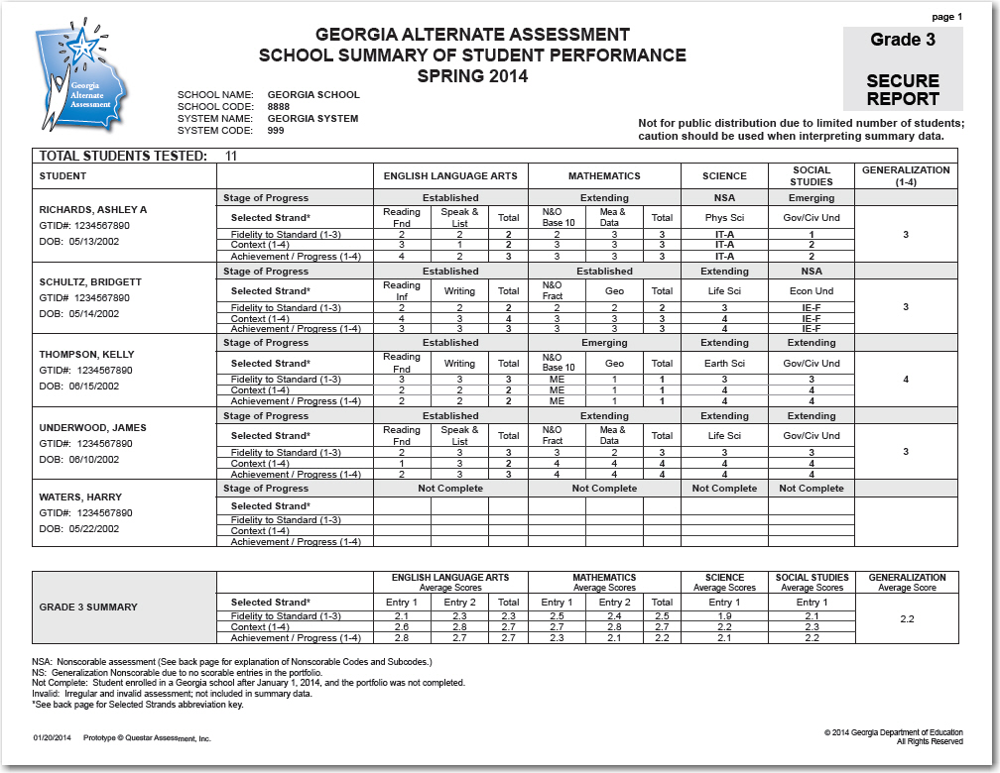 page 1
Georgia
Alternate
Assessment
GEORGIA ALTERNATE ASSESSMENT
SCHOOL SUMMARY OF STUDENT PERFORMANCE
SPRING 2014
Grade 3
SECURE
REPORT
SCHOOL NAME: GEORGIA SCHOOL
SCHOOL CODE: 8888
SYSTEM NAME: GEORGIA SYSTEM
SYSTEM CODE: 999
Not for public distribution due to limited number of students;
caution should be used when interpreting summary data.
TOTAL STUDENTS TESTED: 11
STUDENT ENGLISH LANGUAGE ARTS MATHEMATICS SCIENCE SOCIAL STUDIES GENERALIZATION (1-4)
RICHARDS, ASHLEY A
GTID#: 1234567890
DOB: 05/13/2002
Stage of Progress Established Extending NSA Emerging
Selected Strand* Reading Fnd Speak & List Total N&O Base 10 Mea & Data Total Phys Sci Gov/Civ Und
Fidelity to Standard (1-3) 2 2 2 2 3 3 IT-A 1
Context (1-4) 3 1 2 3 3 3 IT-A 2
Achievement / Progress (1-4) 4 2 3 3 3 3 IT-A 2
3
SCHULTZ, BRIDGETT
GTID# 1234567890
DOB: 05/14/2002
Stage of Progress Established Established Extending NSA
Selected Strand* Reading Inf Writing Total N&O Fract Geo Total Life Sci Econ Und
Fidelity to Standard (1-3) 2 2 2 2 2 2 3 IE-F
Context (1-4) 4 3 4 3 3 3 4 IE-F
Achievement / Progress (1-4) 3 3 3 3 3 3 4 IE-F
3
THOMPSON, KELLY
GTID#: 1234567890
DOB: 06/15/2002
Stage of Progress Established Emerging Extending Extending
Selected Strand* Reading Fnd Writing Total N&O Base 10 Geo Total Earth Sci Gov/Civ Und
Fidelity to Standard (1-3) 3 3 3 ME 1 1 3 3
Context (1-4) 2 2 2 ME 1 1 4 4
Achievement / Progress (1-4) 2 2 2 ME 1 1 4 4
4
UNDERWOOD, JAMES
GTID#: 1234567890
DOB: 06/10/2002
Stage of Progress Established Extending Extending Extending
Selected Strand* Reading Fnd Speak & List Total N&O Fract Mea & Data Total Life Sci Gov/Civ Und
Fidelity to Standard (1-3) 2 3 3 3 2 3 3 3
Context (1-4) 1 3 2 4 4 4 4 4
Achievement / Progress (1-4) 2 3 3 4 4 4 4 4
3
WATERS, HARRY
GTID#: 1234567890
DOB: 05/22/2002
Stage of Progress Not Complete Not Complete Not Complete Not Complete
Selected Strand*
Fidelity to Standard (1-3)
Context (1-4)
Achievement / Progress (1-4)
GRADE 3 SUMMARY
ENGLISH LANGUAGE ARTS MATHEMATICS SCIENCE SOCIAL STUDIES GENERALIZATION
Average Scores Average Scores Average Scores Average Scores Average Score
Selected Strand* Entry 1 Entry 2 Total Entry 1 Entry 2 Total Entry 1 Entry 1
Fidelity to Standard (1-3) 2.1 2.3 2.3 2.5 2.4 2.5 1.9 2.1
Context (1-4) 2.6 2.8 2.7 2.7 2.8 2.7 2.2 2.3
Achievement / Progress (1-4) 2.8 2.7 2.7 2.3 2.1 2.2 2.1 2.2
2.2
NSA: Nonscorable assessment (See back page for explanation of Nonscorable Codes and Subcodes.)
NS: Generalization Nonscorable due to no scorable entries in the portfolio.
Not Complete: Student enrolled in a Georgia school after January 1, 2014, and the portfolio was not completed.
Invalid: Irregular and invalid assessment; not included in summary data.
*See back page for Selected Strands abbreviation key.
01/20/2014 Prototype © Questar Assessment, Inc.
© 2014 Georgia Department of Education
All Rights Reserved